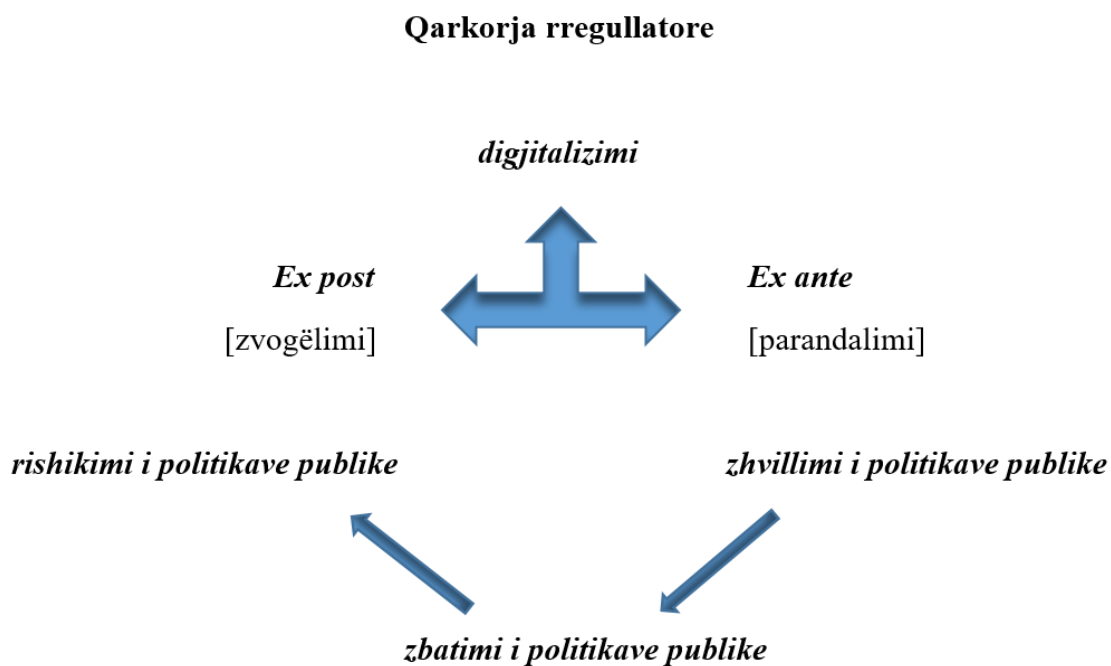 Qarkorja rregullatore
digjitalizimi
Ex post
Ex ante
[zvogëlimi]
[parandalimi]
rishikimi i politikave publike
zhvillimi i politikave publike
zbatimi i politikave publike